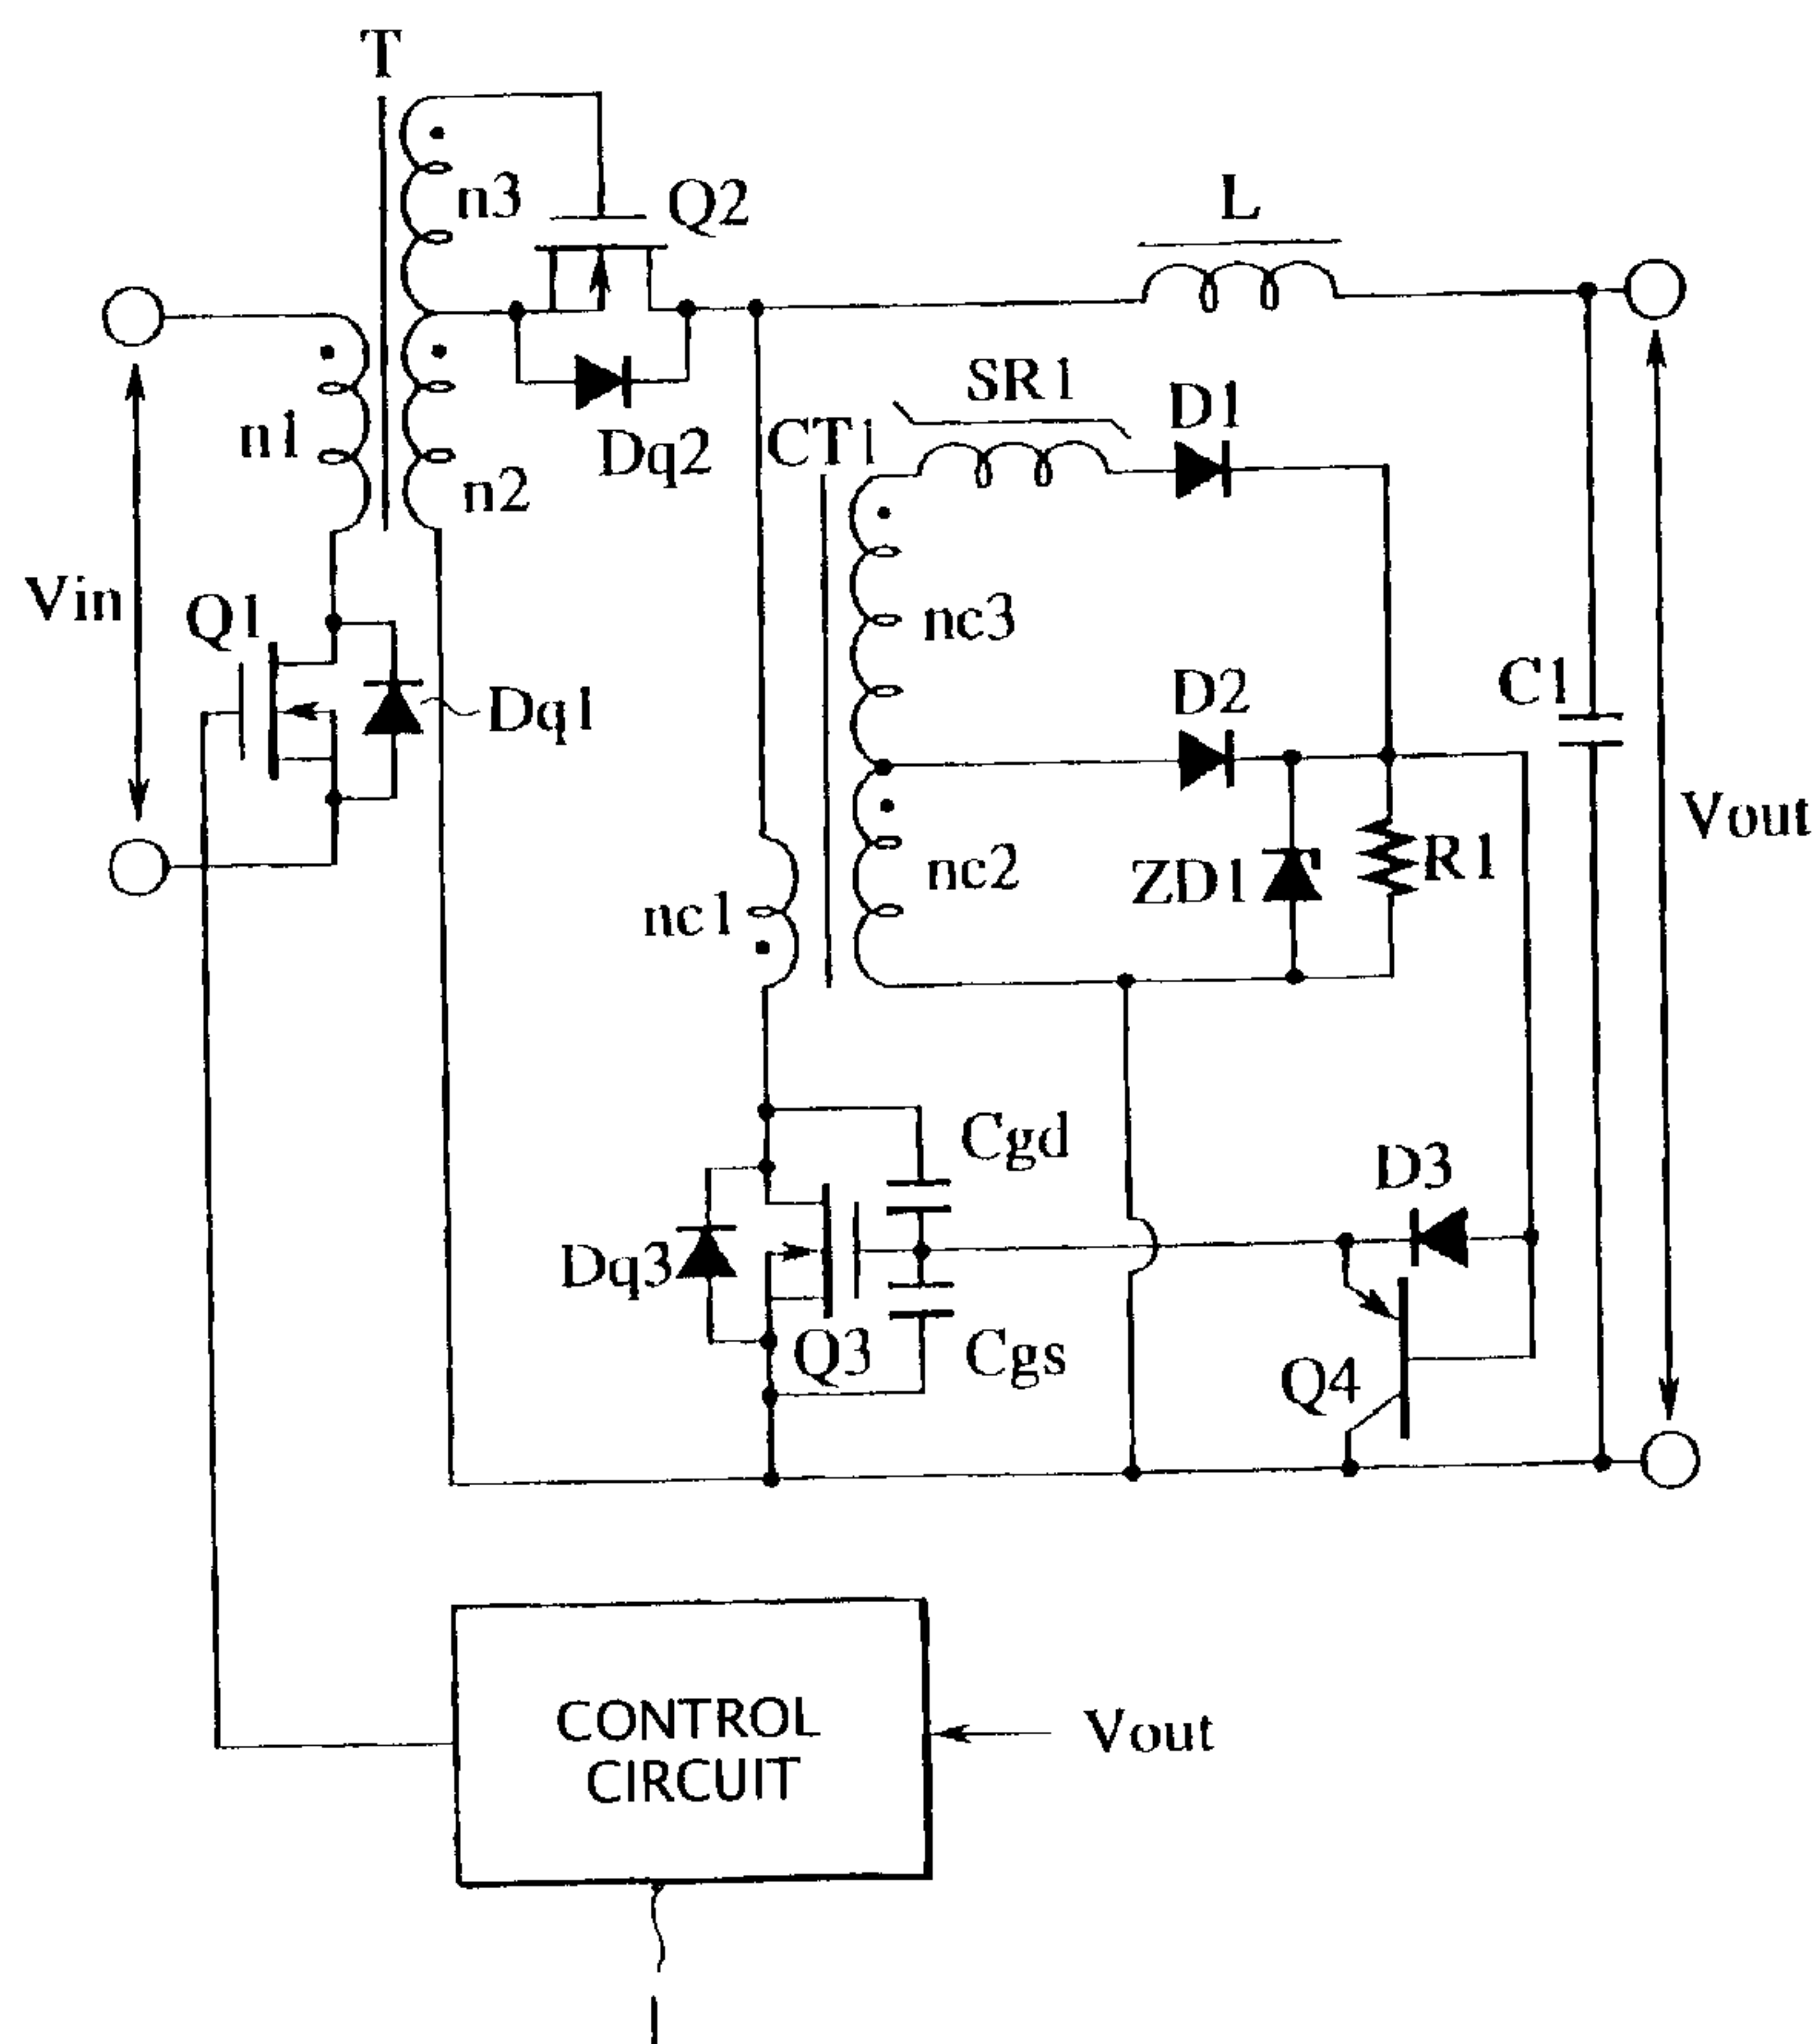 T
n3
Q2
L
n1
n2
Dq2
CT1
SR1
D1
Vin
Q1
Dq1
nc3
D2
C1
Vout
nc1
nc2
ZD1
R1
Cgd
D3
Dq3
Q3
Cgs
Q4
CONTROL
CIRCUIT
Vout